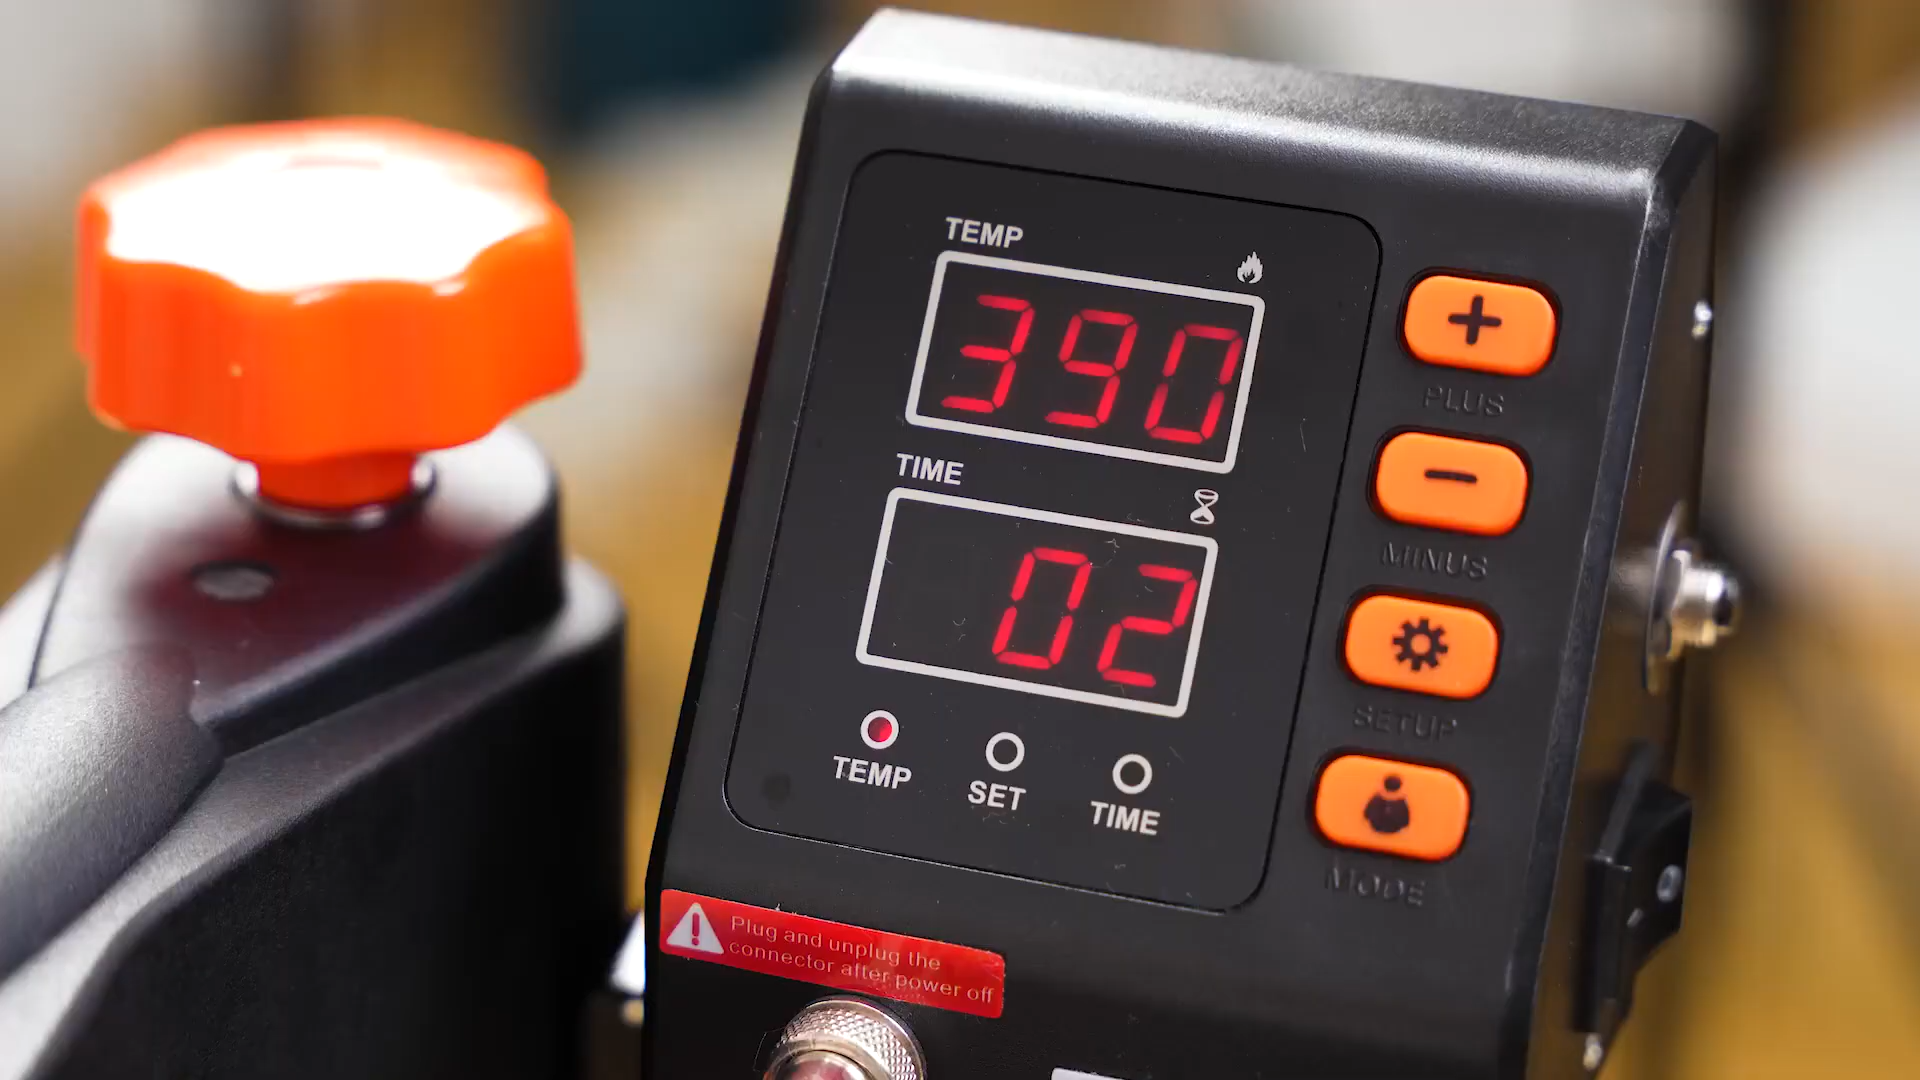 TEMP
390
TIME
02
TEMP
SET
TIME
PLUS
MINUS
SETUP
MODE
Plug and unplug the
connector after power off